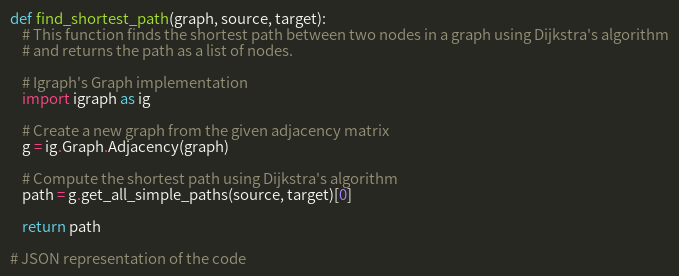 def find_shortest_path(graph, source, target):
# This function finds the shortest path between two nodes in a graph using Dijkstra's algorithm
# and returns the path as a list of nodes.
# Igraph's Graph implementation
import igraph as ig
# Create a new graph from the given adjacency matrix
g = ig.Graph.Adjacency(graph)
# Compute the shortest path using Dijkstra's algorithm
path = g.get_all_simple_paths(source, target)[0]
return path
# JSON representation of the code